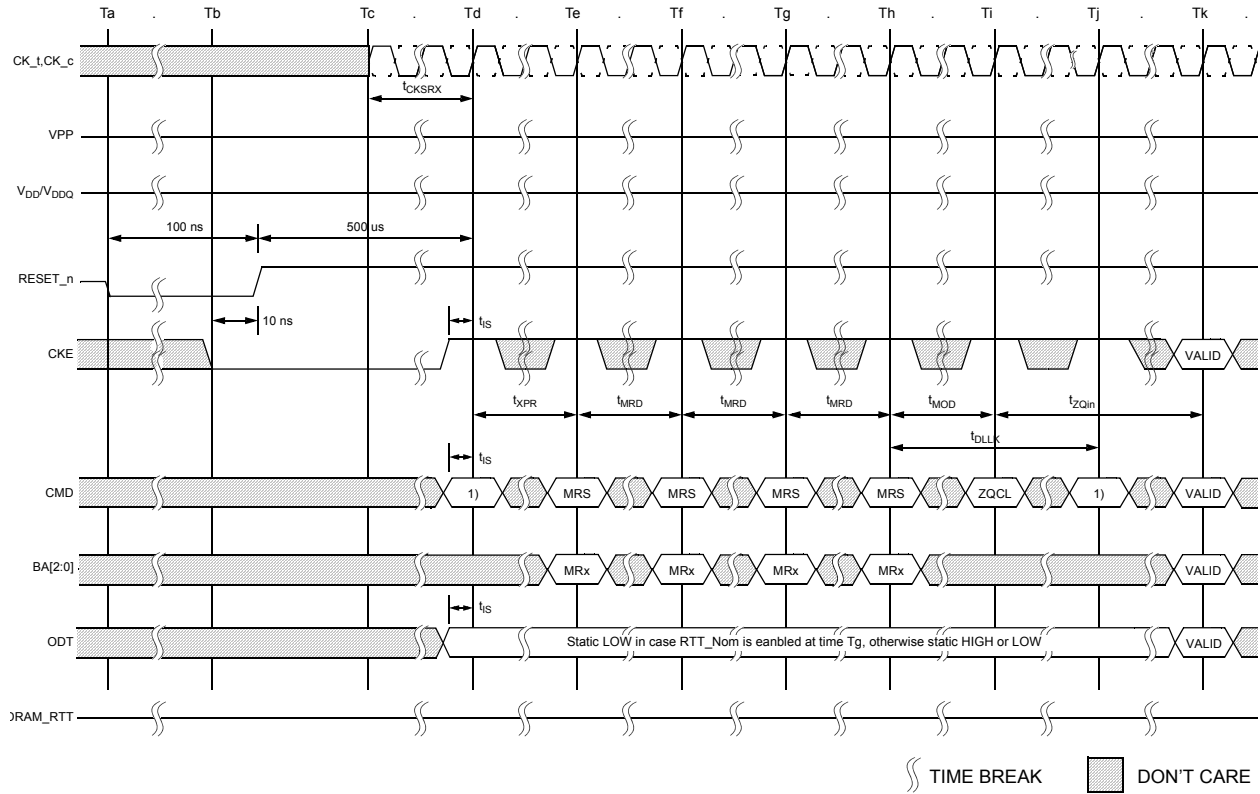 Ta . Tb . Tc . Td . Te . Tf . Tg . Th . Ti . Tj . Tk .
CK_t,CK_c
tCKSRX
VPP
VDD/VDDQ
100 ns 500 us
RESET_n
10 ns tIS
CKE VALID
tXPR tMRD tMRD tMRD tMOD tZQin
tDLLK
tIS
CMD 1) MRS MRS MRS MRS ZQCL 1) VALID
BA[2:0] MRx MRx MRx MRx VALID
tIS
ODT Static LOW in case RTT_Nom is eanbled at time Tg, otherwise static HIGH or LOW VALID
DRAM_RTT
TIME BREAK DON'T CARE